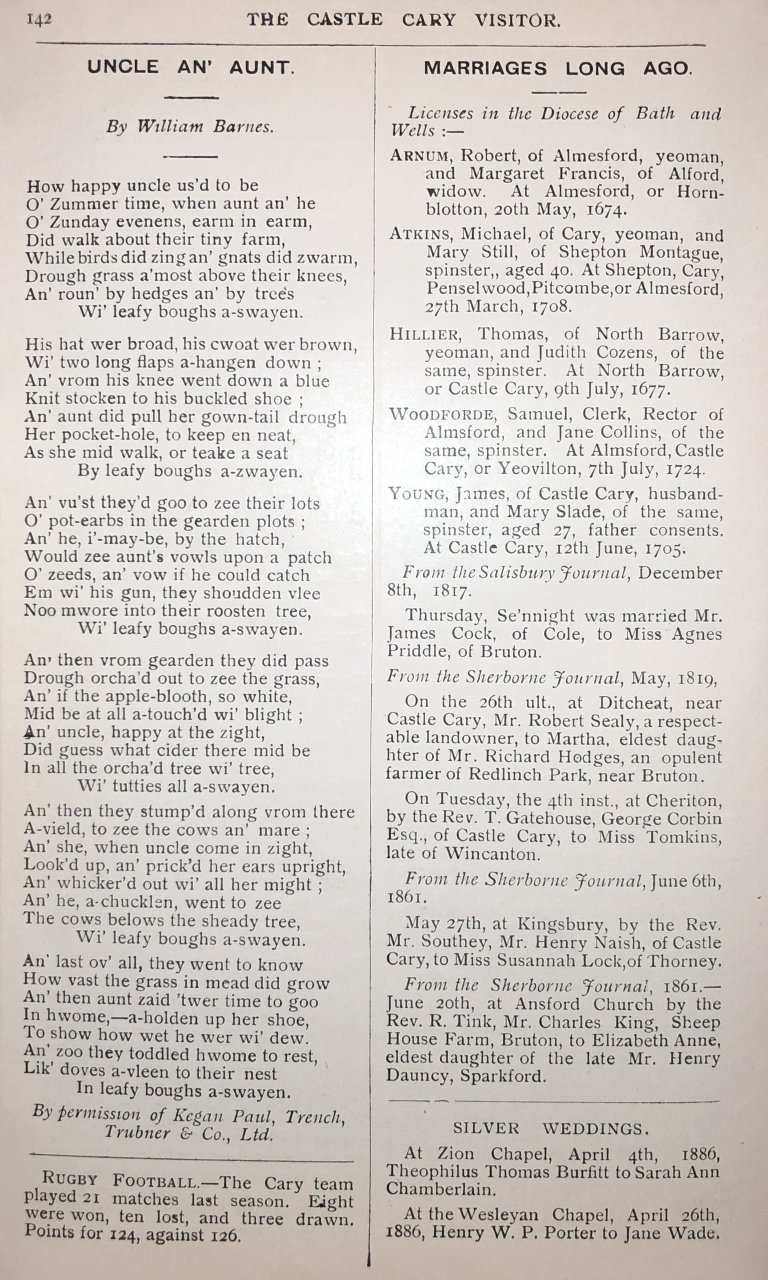 142
THE CASTLE CARY VISITOR.
UNCLE AN' AUNT.
By William Barnes.
How happy uncle us'd to be
O' Zummer time, when aunt an' he
O' Zunday evenens, earm in earm,
Did walk about their tiny farm,
While birds did zing an' gnats did zwarm,
Drough grass a'most above their knees,
An' roun' by hedges an' by trees
Wi' leafy boughs a-swayen.
His hat wer broad, his cwoat wer brown,
Wi' two long flaps a-hangen down ;
An' vrom his knee went down a blue
Knit stocken to his buckled shoe ;
An' aunt did pull her gown-tail drough
Her pocket-hole, to keep en neat,
As she mid walk, or teake a seat
By leafy boughs a-zwayen.
An' vu'st they'd goo to zee their lots
O' pot-earbs in the gearden plots ;
An' he, i'-may-be, by the hatch,
Would zee aunt's vowls upon a patch
O' zeeds, an' vow if he could catch
Em wi' his gun, they shoudden vlee
Noo mwore into their roosten tree,
Wi' leafy boughs a-swayen.
An' then vrom gearden they did pass
Drough orcha'd out to zee the grass,
An' if the apple-blooth, so white,
Mid be at all a-touch'd wi' blight ;
An' uncle, happy at the zight,
Did guess what cider there mid be
In all the orcha'd tree wi' tree,
Wi' tutties all a-swayen.
An' then they stump'd along vrom there
A-vield, to zee the cows an' mare ;
An' she, when uncle come in zight,
Look'd up, an' prick'd her ears upright,
An' whicker'd out wi' all her might ;
An' he, a-chucklen, went to zee
The cows belows the sheady tree,
Wi' leafy boughs a-swayen.
An' last ov' all, they went to know
How vast the grass in mead did grow
An' then aunt zaid 'twer time to goo
In hwome,—a-holden up her shoe,
To show how wet he wer wi' dew.
An' zoo they toddled hwome to rest,
Lik' doves a-vleen to their nest
In leafy boughs a-swayen.
By permission of Kegan Paul, Trench,
Trubner & Co., Ltd.
RUGBY FOOTBALL.—The Cary team
played 21 matches last season. Eight
were won, ten lost, and three drawn.
Points for 124, against 126.
MARRIAGES LONG AGO.
Licenses in the Diocese of Bath and
Wells :—
ARNUM, Robert, of Almesford, yeoman,
and Margaret Francis, of Alford,
widow. At Almesford, or Horn-
blotton, 20th May, 1674.
ATKINS, Michael, of Cary, yeoman, and
Mary Still, of Shepton Montague,
spinster,, aged 40. At Shepton, Cary,
Penselwood, Pitcombe, or Almesford,
27th March, 1708.
HILLIER, Thomas, of North Barrow,
yeoman, and Judith Cozens, of the
same, spinster. At North Barrow,
or Castle Cary, 9th July, 1677.
WOODFORDE, Samuel, Clerk, Rector of
Almsford, and Jane Collins, of the
same, spinster. At Almsford, Castle
Cary, or Yeovilton, 7th July, 1724.
YOUNG, James, of Castle Cary, husband-
man, and Mary Slade, of the same,
spinster, aged 27, father consents.
At Castle Cary, 12th June, 1705.
From the Salisbury Journal, December
8th, 1817.
Thursday, Se'nnight was married Mr.
James Cock, of Cole, to Miss Agnes
Priddle, of Bruton.
From the Sherborne Journal, May, 1819,
On the 26th ult., at Ditcheat, near
Castle Cary, Mr. Robert Sealy, a respect-
able landowner, to Martha, eldest daug-
hter of Mr. Richard Hodges, an opulent
farmer of Redlinch Park, near Bruton.
On Tuesday, the 4th inst., at Cheriton,
by the Rev. T. Gatehouse, George Corbin
Esq., of Castle Cary, to Miss Tomkins,
late of Wincanton.
From the Sherborne Journal, June 6th,
1861.
May 27th, at Kingsbury, by the Rev.
Mr. Southey, Mr. Henry Naish, of Castle
Cary, to Miss Susannah Lock, of Thorney.
From the Sherborne Journal, 1861.—
June 20th, at Ansford Church by the
Rev. R. Tink, Mr. Charles King, Sheep
House Farm, Bruton, to Elizabeth Anne,
eldest daughter of the late Mr. Henry
Dauncy, Sparkford.
SILVER WEDDINGS.
At Zion Chapel, April 4th, 1886,
Theophilus Thomas Burfitt to Sarah Ann
Chamberlain.
At the Wesleyan Chapel, April 26th,
1886, Henry W. P. Porter to Jane Wade.